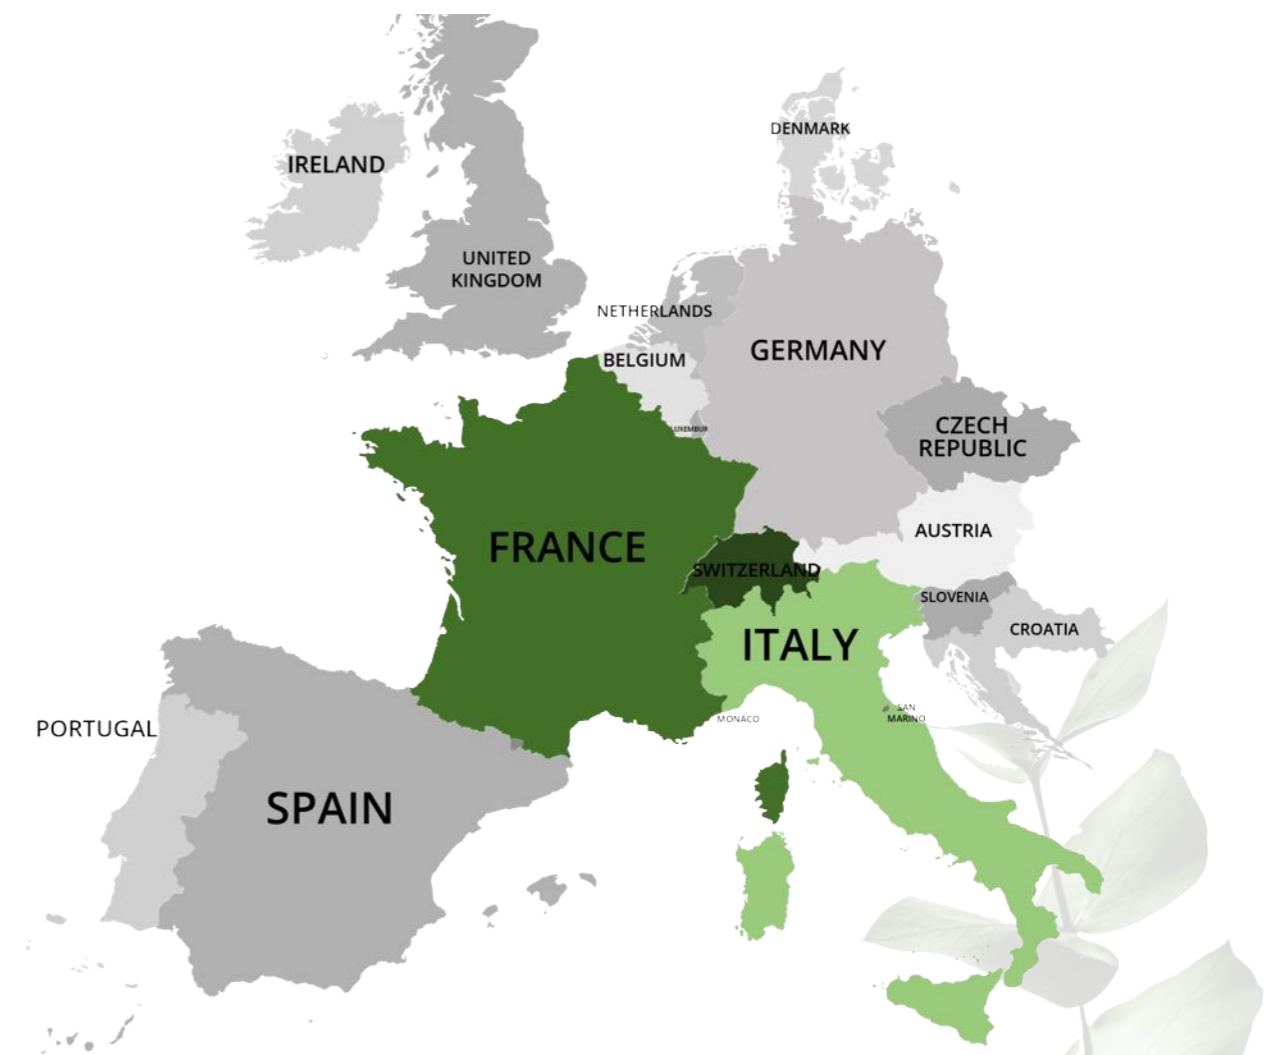 DENMARK
IRELAND
UNITED
KINGDOM
NETHERLANDS
BELGIUM
GERMANY
LUXEMBUR
CZECH
REPUBLIC
FRANCE
AUSTRIA
SWITZERLAND
SLOVENIA
CROATIA
ITALY
SAN
MARINO
MONACO
PORTUGAL
SPAIN